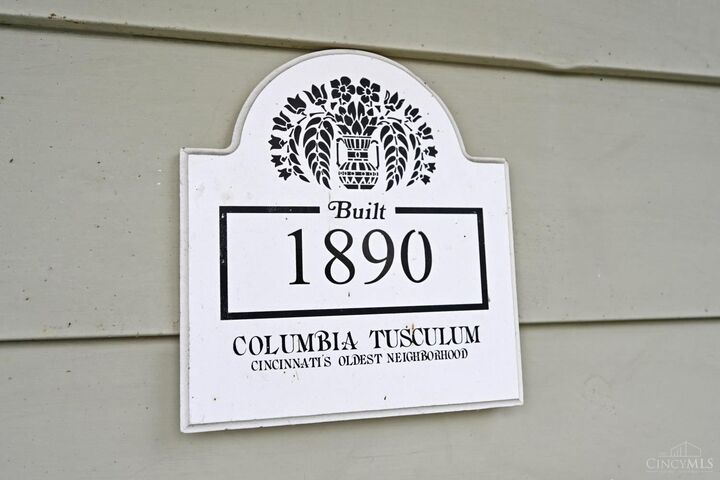 Built
1890
COLUMBIA TUSCULUM
CINCINNATI'S OLDEST NEIGHBORHOOD
CINCYMLS